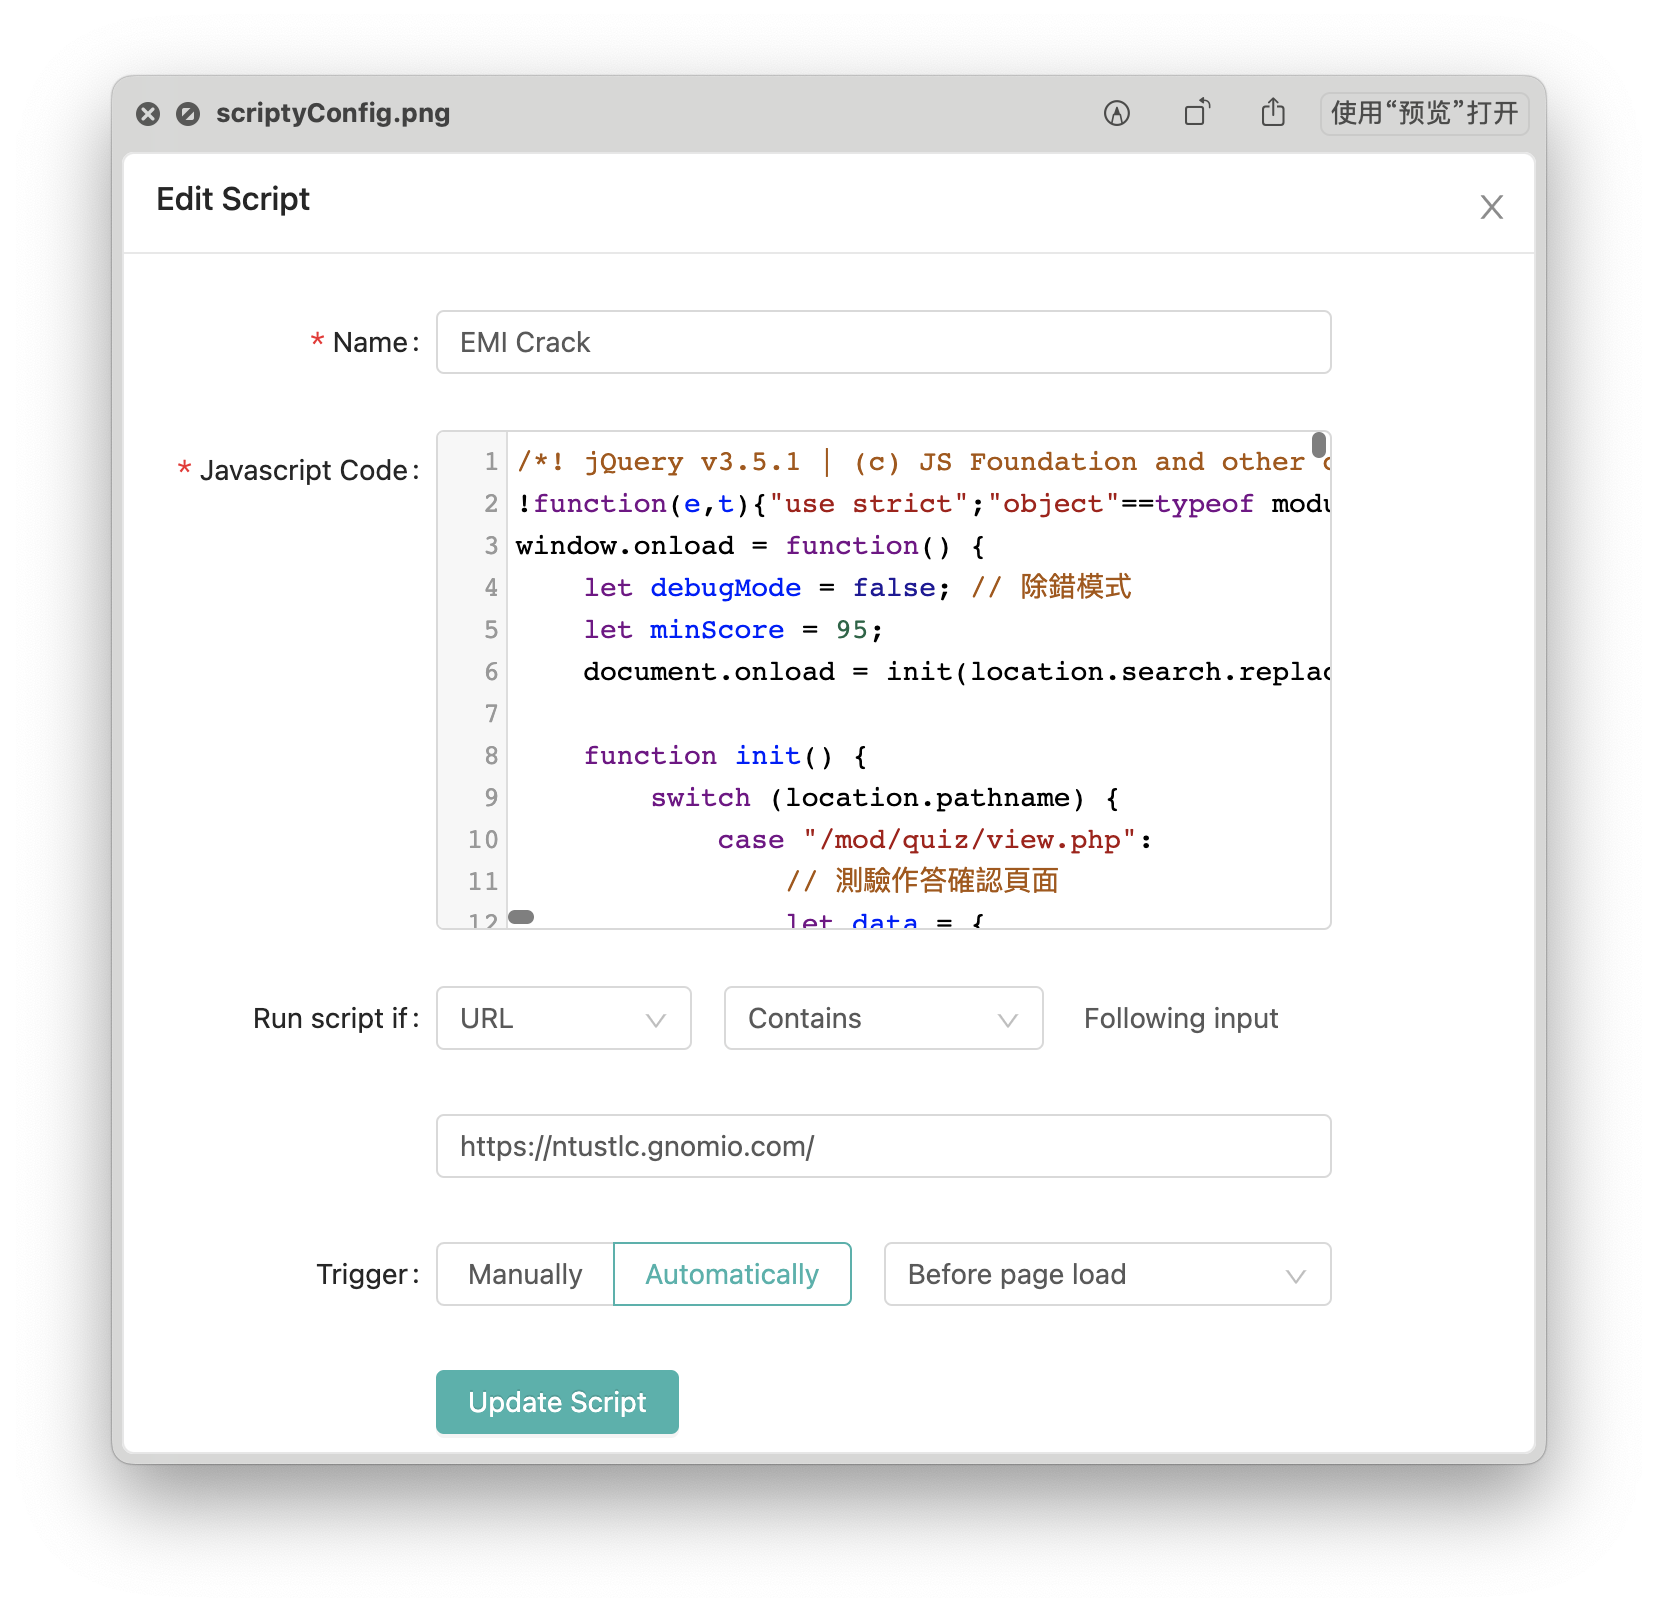 scriptyConfig.png
使用“预览”打开
Edit Script
* Name:
EMI Crack
* Javascript Code:
1 /*! jQuery v3.5.1 | (c) JS Foundation and other
2 !function(e,t){"use strict";"object"==typeof modu
3 window.onload = function() {
4 let debugMode = false; // 除錯模式
5 let minScore = 95;
6 document.onload = init(location.search.replac
7
8 function init() {
9 switch (location.pathname) {
10 case "/mod/quiz/view.php":
11 // 測驗作答確認頁面
12 let data = {
Run script if:
URL
Contains
Following input
https://ntustlc.gnomio.com/
Trigger:
Manually
Automatically
Before page load
Update Script